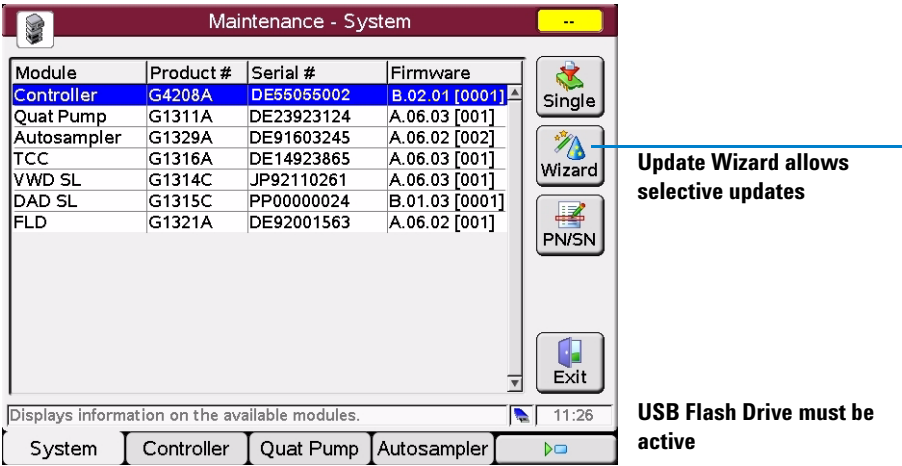 Maintenance - System
--
Module Product # Serial # Firmware
Controller G4208A DE55055002 B.02.01 [0001]
Quat Pump G1311A DE23923124 A.06.03 [001]
Autosampler G1329A DE91603245 A.06.02 [002]
TCC G1316A DE14923865 A.06.03 [001]
VWD SL G1314C JP92110261 A.06.03 [001]
DAD SL G1315C PP00000024 B.01.03 [0001]
FLD G1321A DE92001563 A.06.02 [001]
Single
Wizard
PN/SN
Exit
Update Wizard allows
selective updates
USB Flash Drive must be
active
Displays information on the available modules. 11:26
System Controller Quat Pump Autosampler